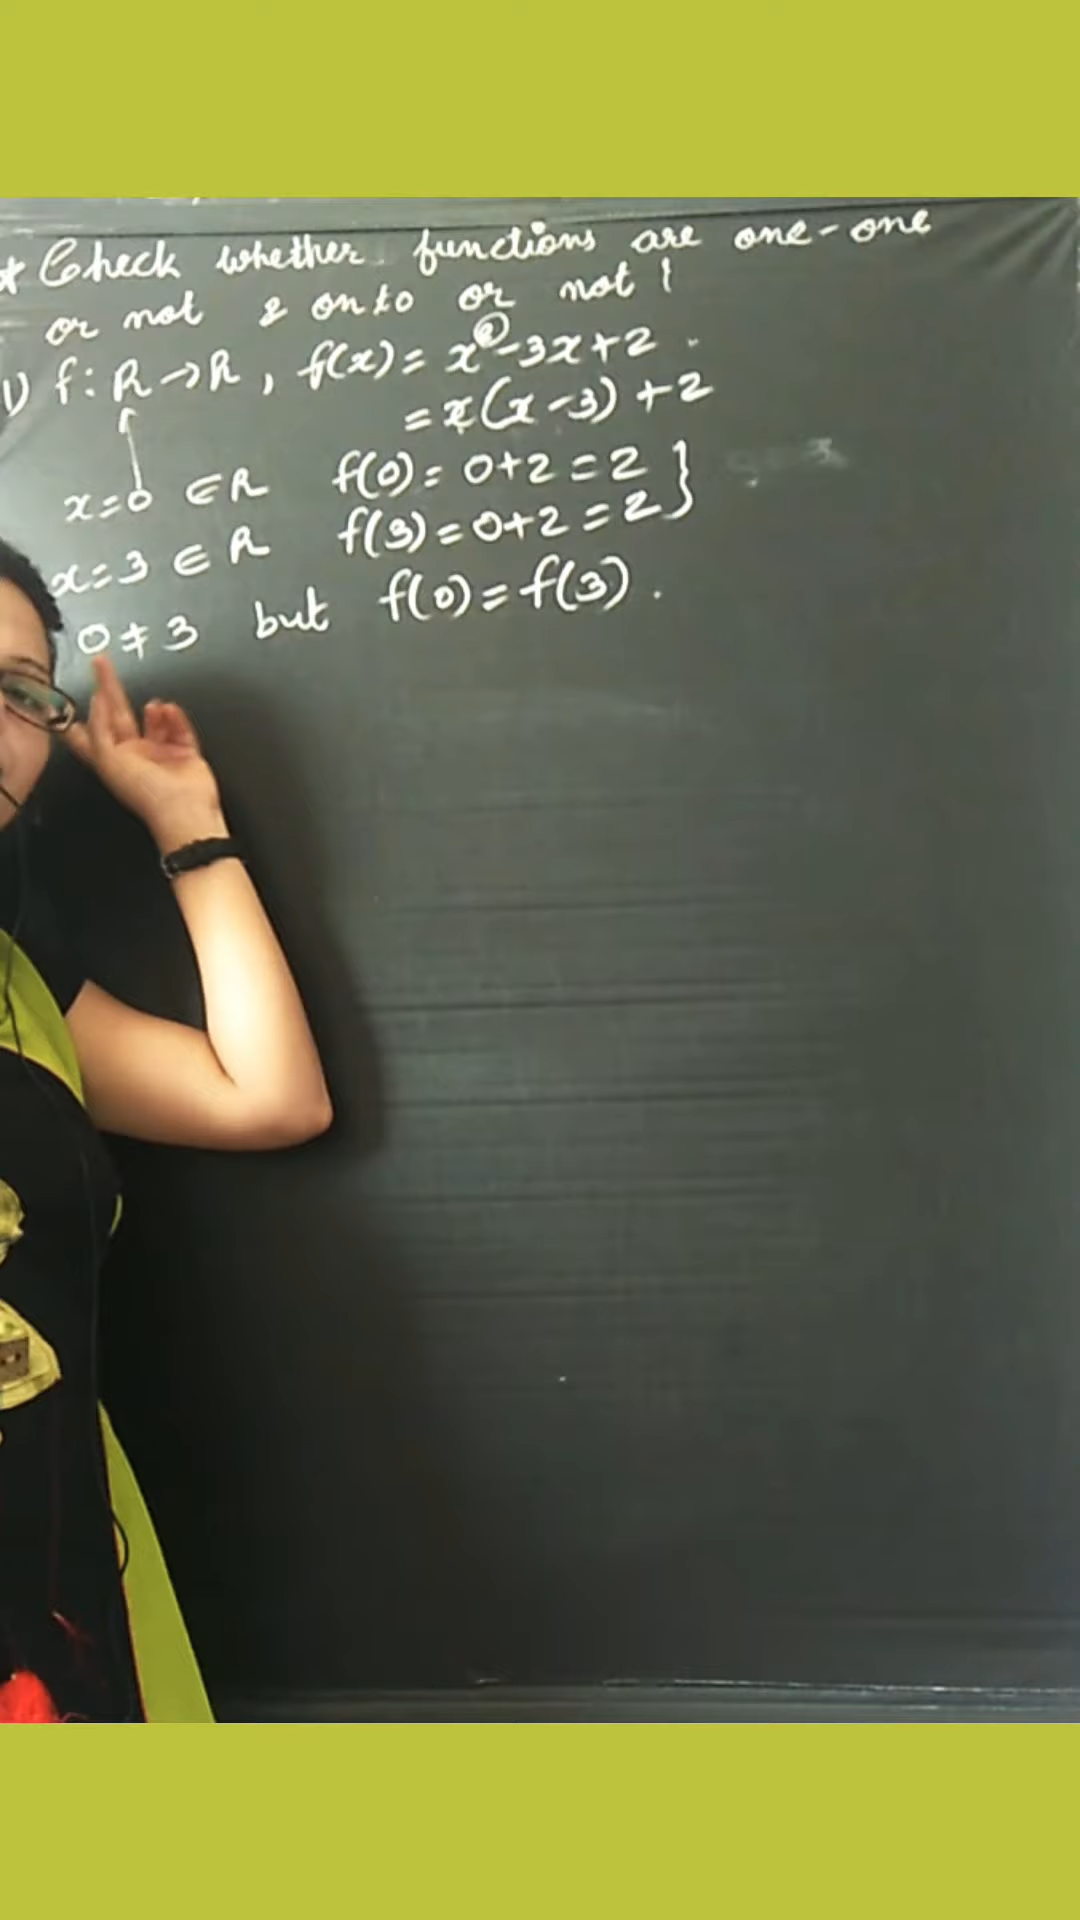 * Check whether functions are one-one
or not & onto or not !
1) f: R→R, f(x) = x²-3x+2.
= x(x-3)+2
x=0 ∈R f(0) = 0+2 = 2 }
x=3 ∈ R f(3) = 0+2 = 2
0≠3 but f(0) = f(3).